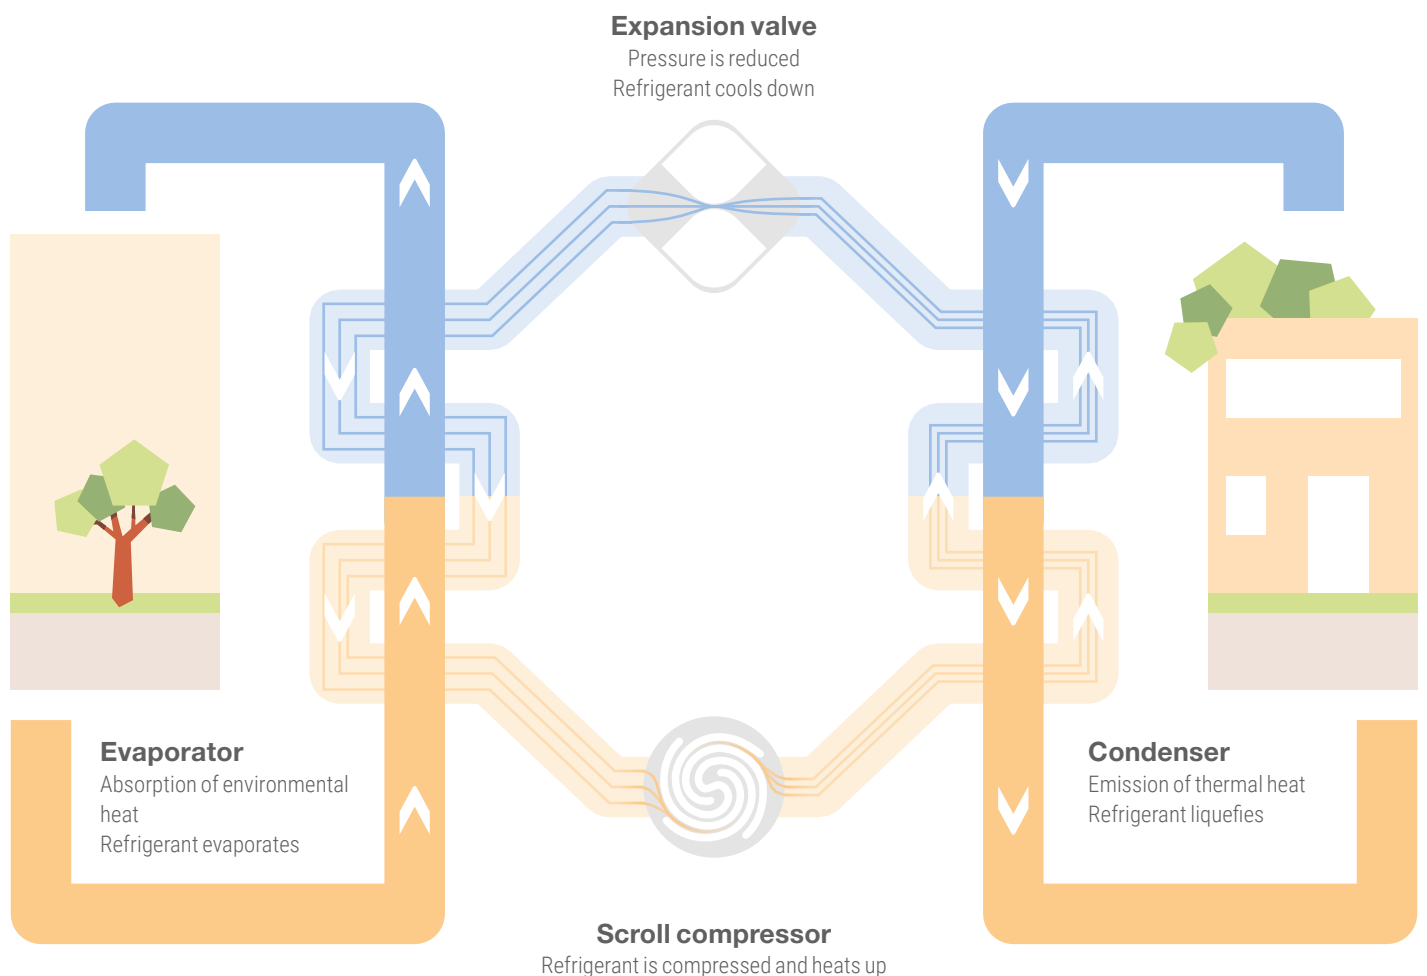 Expansion valve
Pressure is reduced
Refrigerant cools down
Evaporator
Absorption of environmental
heat
Refrigerant evaporates
Condenser
Emission of thermal heat
Refrigerant liquefies
Scroll compressor
Refrigerant is compressed and heats up